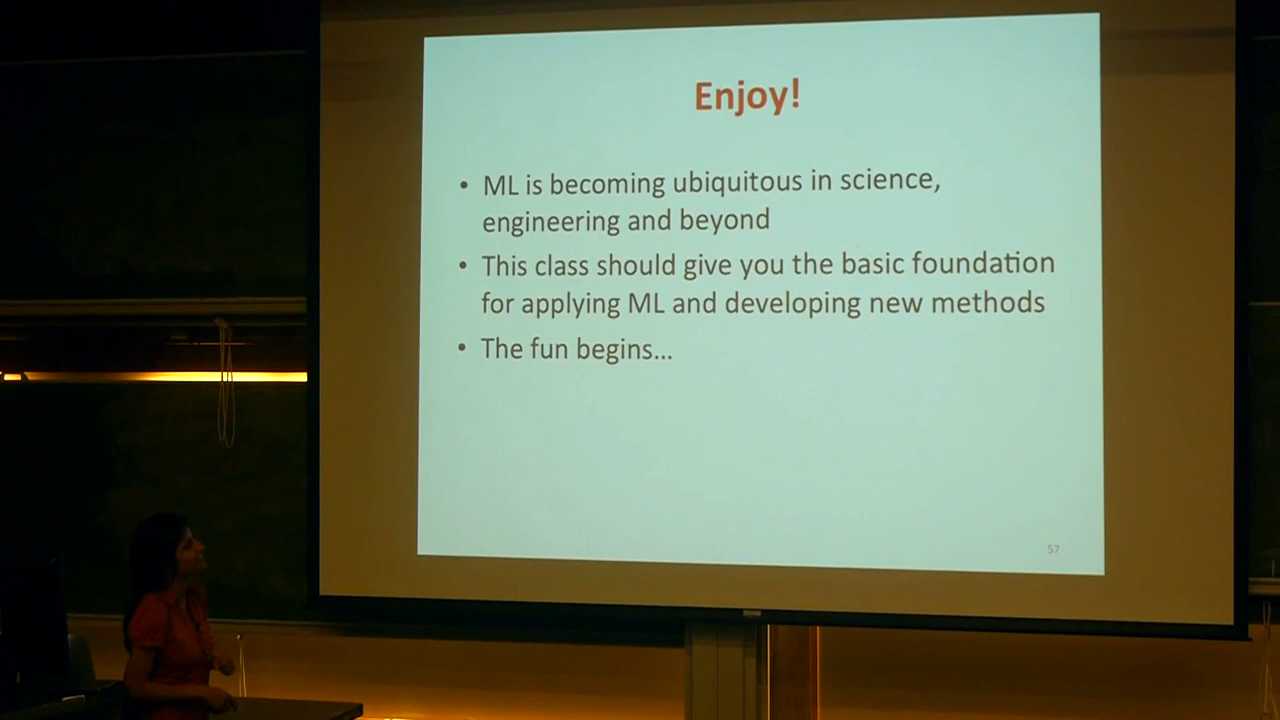 Enjoy!
• ML is becoming ubiquitous in science,
engineering and beyond
• This class should give you the basic foundation
for applying ML and developing new methods
• The fun begins...
57